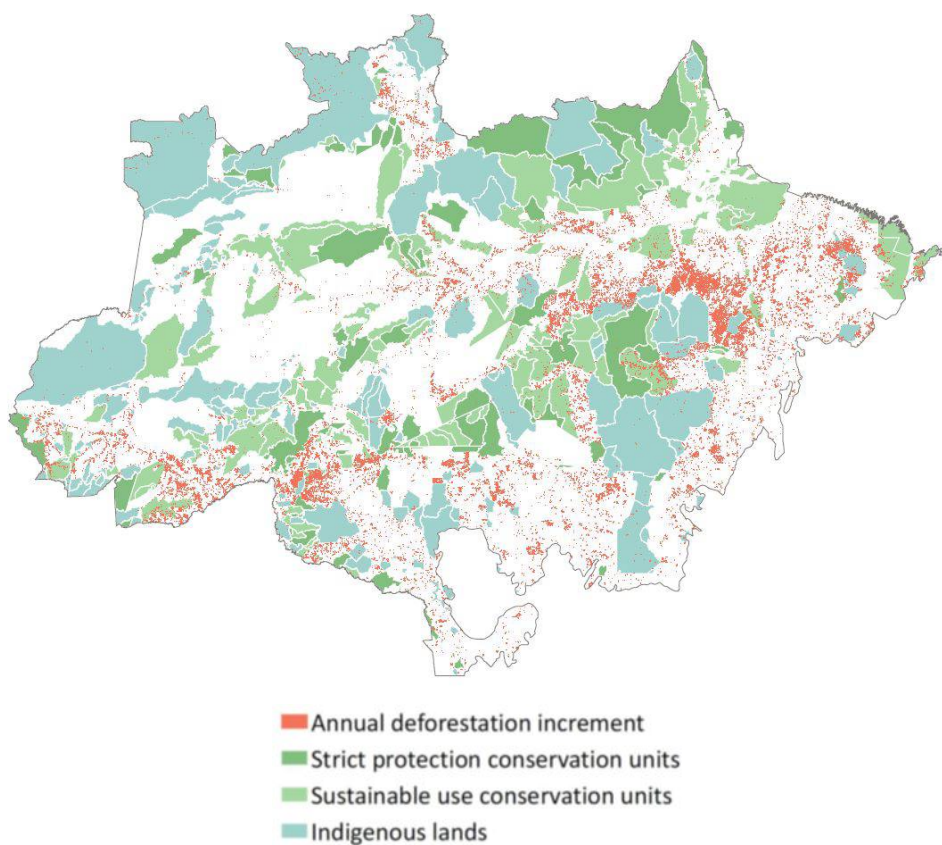 Annual deforestation increment
Strict protection conservation units
Sustainable use conservation units
Indigenous lands